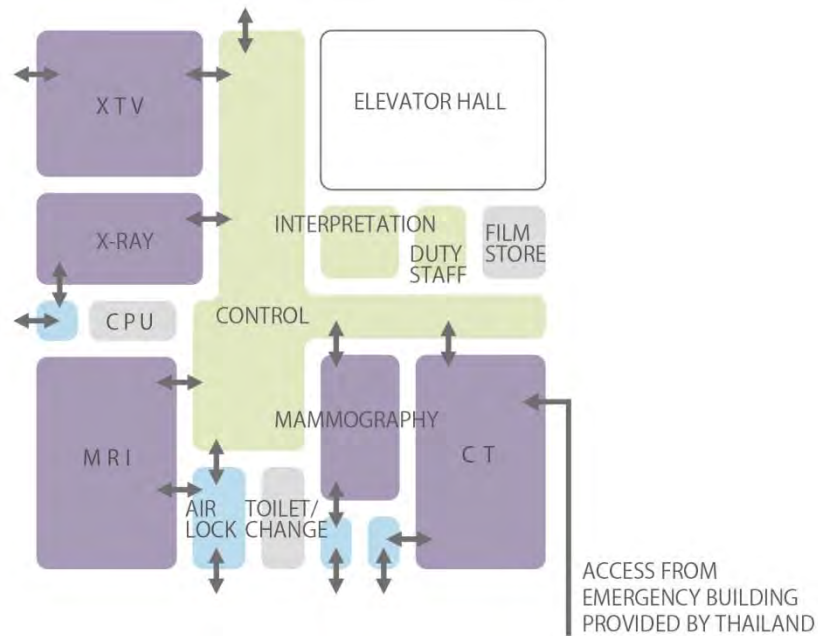 XTV
ELEVATOR HALL
X-RAY
INTERPRETATION
DUTY
STAFF
FILM
STORE
CPU
CONTROL
MAMMOGRAPHY
MRI
CT
AIR
LOCK
TOILET/
CHANGE
ACCESS FROM
EMERGENCY BUILDING
PROVIDED BY THAILAND